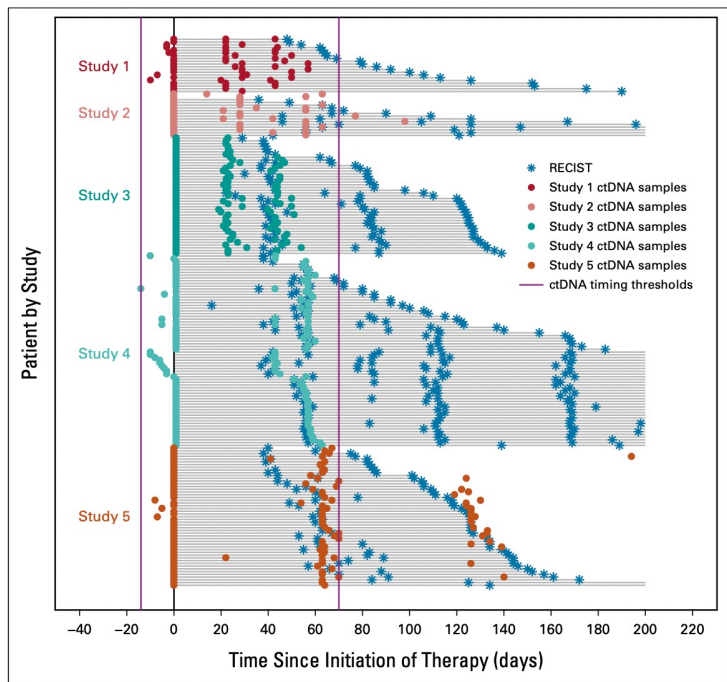 Study 1
Study 2
Study 3
Study 4
Study 5
Patient by Study
RECIST
Study 1 ctDNA samples
Study 2 ctDNA samples
Study 3 ctDNA samples
Study 4 ctDNA samples
Study 5 ctDNA samples
ctDNA timing thresholds
−40 −20 0 20 40 60 80 100 120 140 160 180 200 220
Time Since Initiation of Therapy (days)